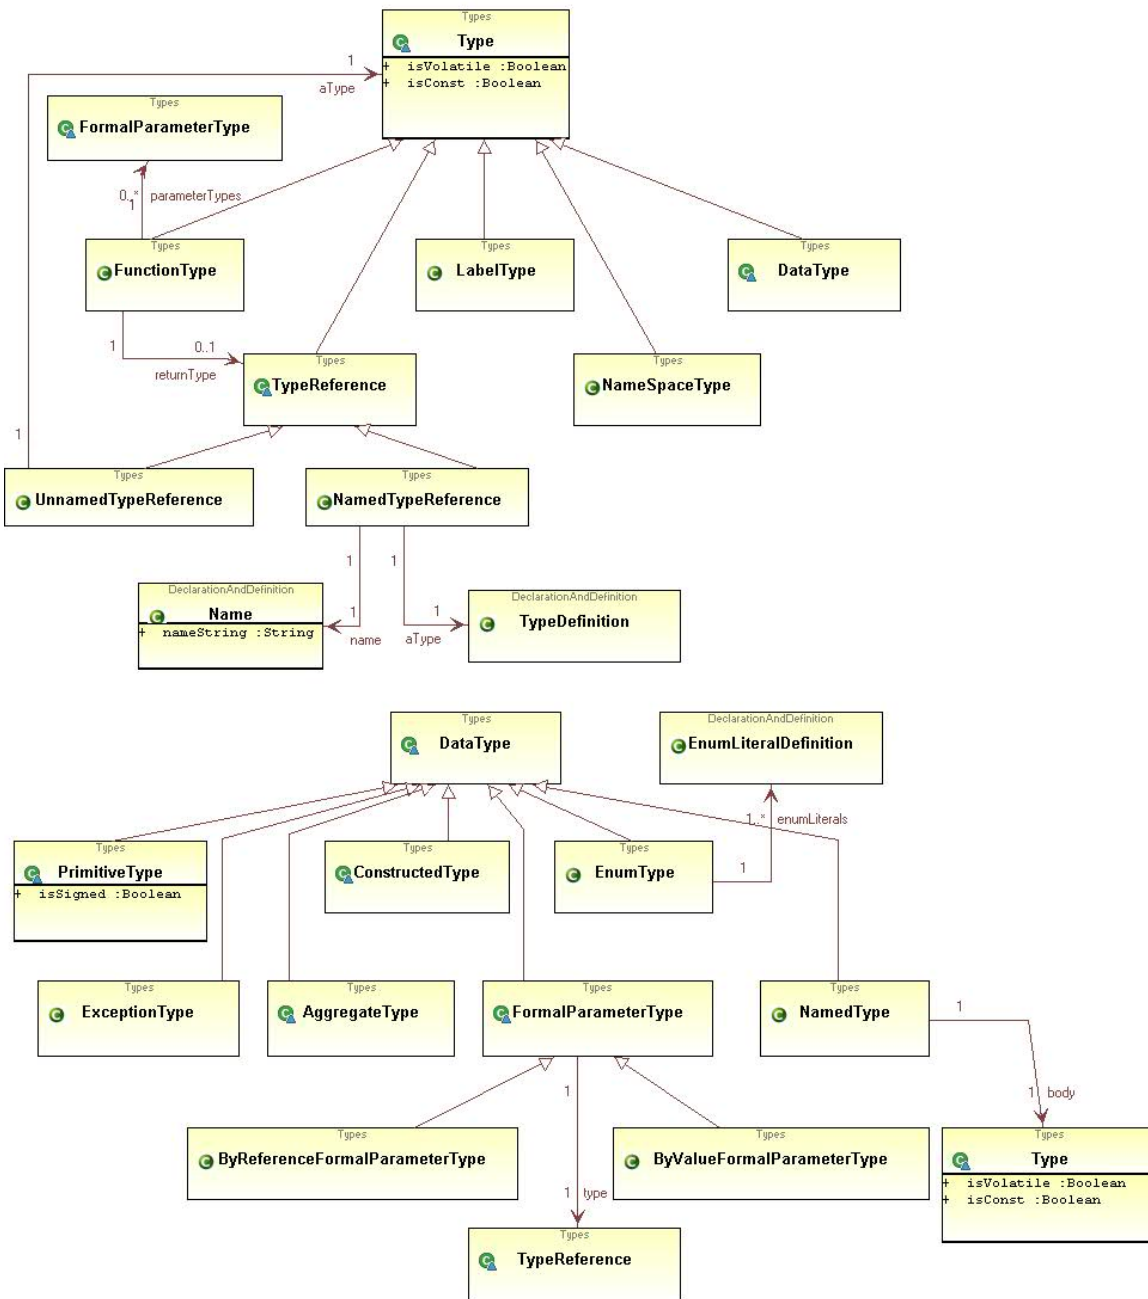 Types
Type
+ isVolatile :Boolean
+ isConst :Boolean
1
aType
Types
FormalParameterType
0..*
1
parameterTypes
Types
FunctionType
Types
LabelType
Types
DataType
1
0..1
returnType
Types
TypeReference
Types
NameSpaceType
1
Types
UnnamedTypeReference
Types
NamedTypeReference
1
1
DeclarationAndDefinition
Name
+ nameString :String
1
name
1
aType
DeclarationAndDefinition
TypeDefinition
Types
DataType
DeclarationAndDefinition
EnumLiteralDefinition
1..*
enumLiterals
Types
PrimitiveType
+ isSigned :Boolean
Types
ConstructedType
Types
EnumType
1
Types
ExceptionType
Types
AggregateType
Types
FormalParameterType
Types
NamedType
1
1
1
body
Types
ByReferenceFormalParameterType
Types
ByValueFormalParameterType
Types
Type
+ isVolatile :Boolean
+ isConst :Boolean
1
type
Types
TypeReference